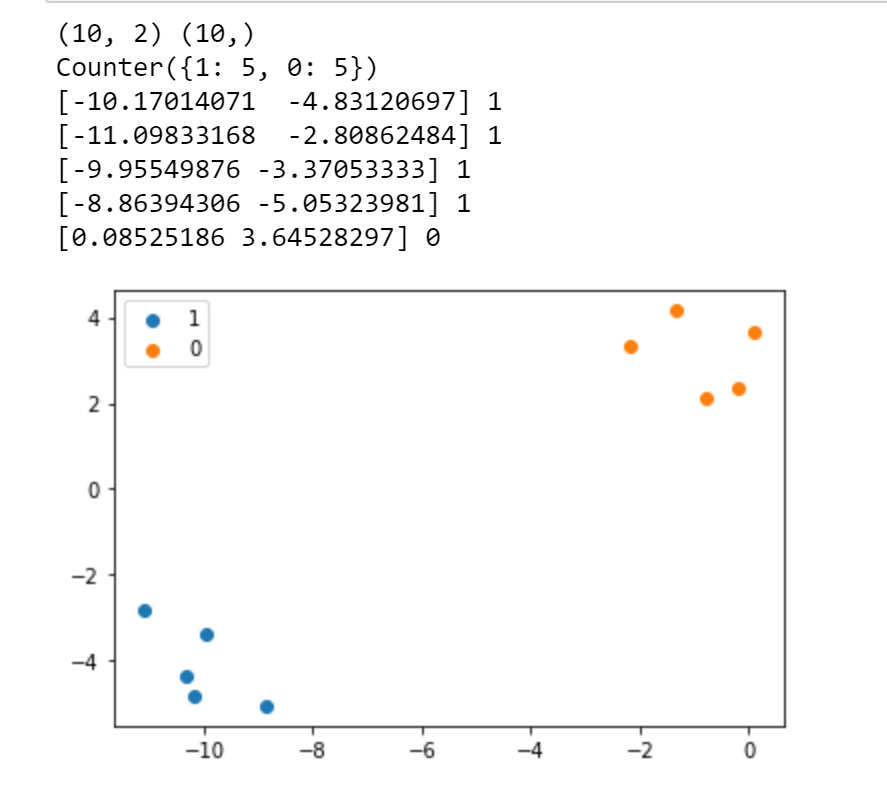 (10, 2) (10,)
Counter({1: 5, 0: 5})
[-10.17014071  -4.83120697] 1
[-11.09833168  -2.80862484] 1
[-9.95549876 -3.37053333] 1
[-8.86394306 -5.05323981] 1
[0.08525186 3.64528297] 0
1
0
4
2
0
−2
−4
−10 −8 −6 −4 −2 0